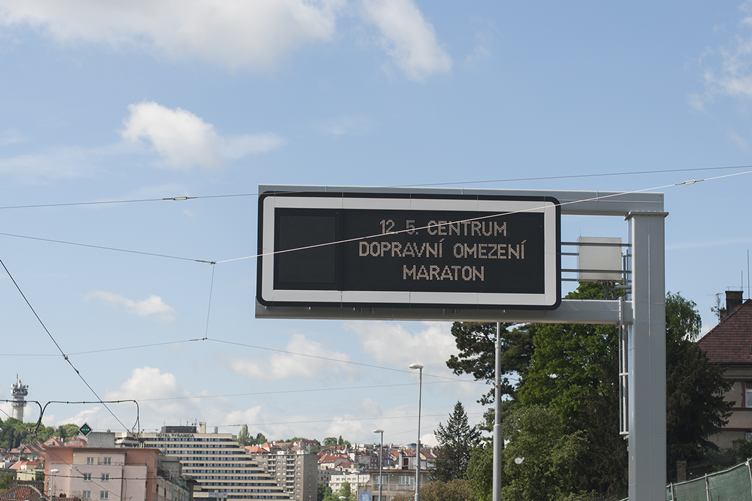 12. 5. CENTRUM
DOPRAVNÍ OMEZENÍ
MARATON